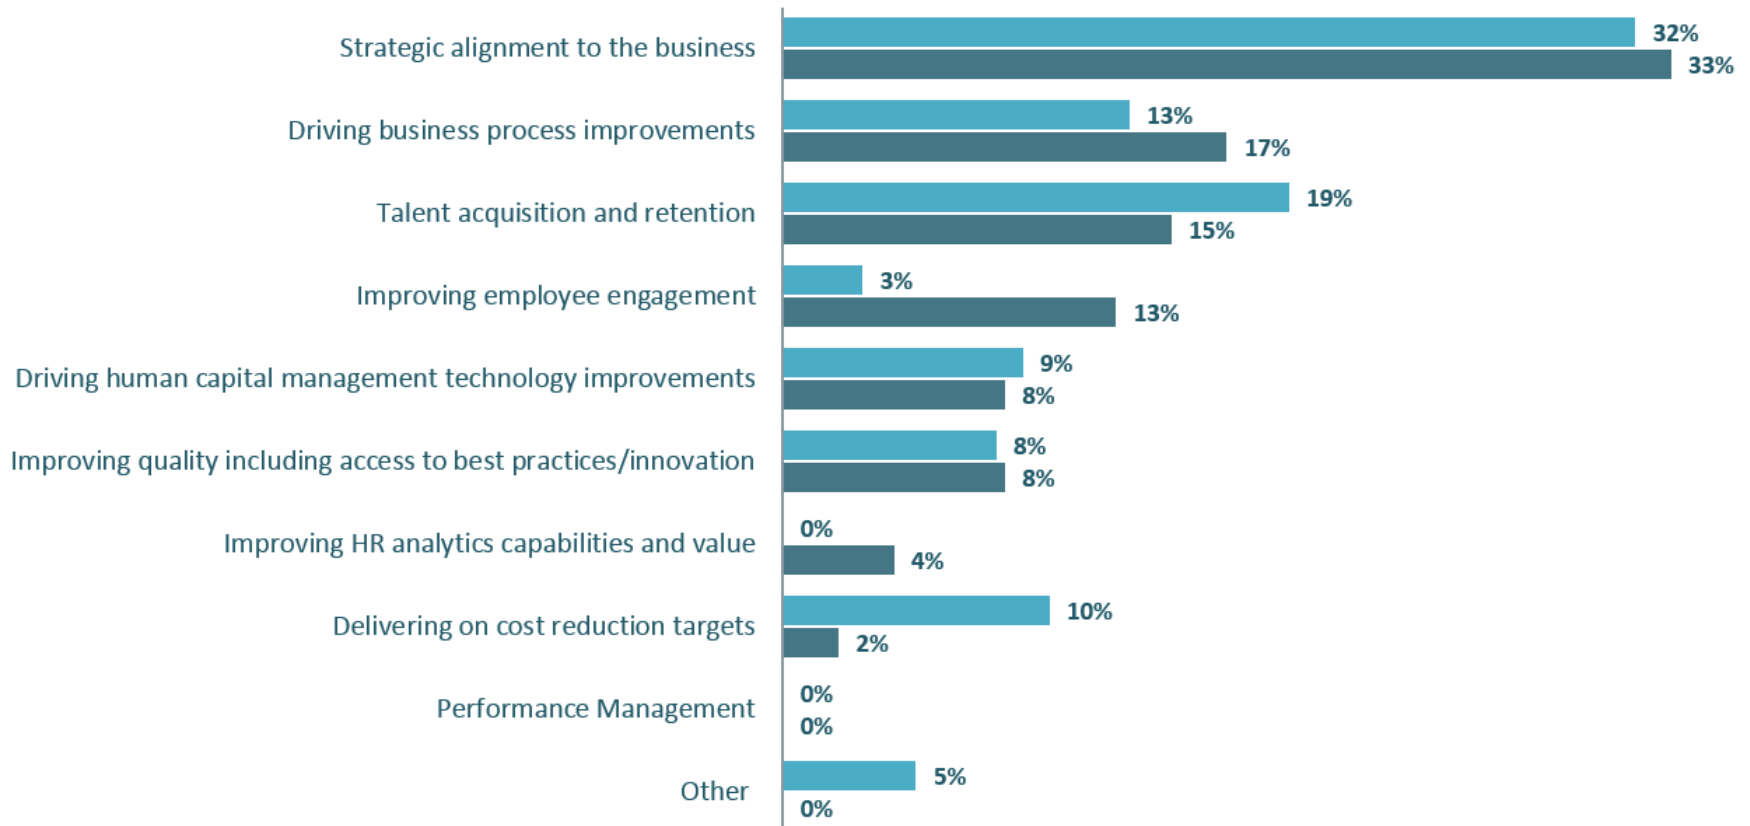 Strategic alignment to the business
32%
33%
Driving business process improvements
13%
17%
Talent acquisition and retention
19%
15%
Improving employee engagement
3%
13%
Driving human capital management technology improvements
9%
8%
Improving quality including access to best practices/innovation
8%
8%
Improving HR analytics capabilities and value
0%
4%
Delivering on cost reduction targets
10%
2%
Performance Management
0%
0%
Other
5%
0%